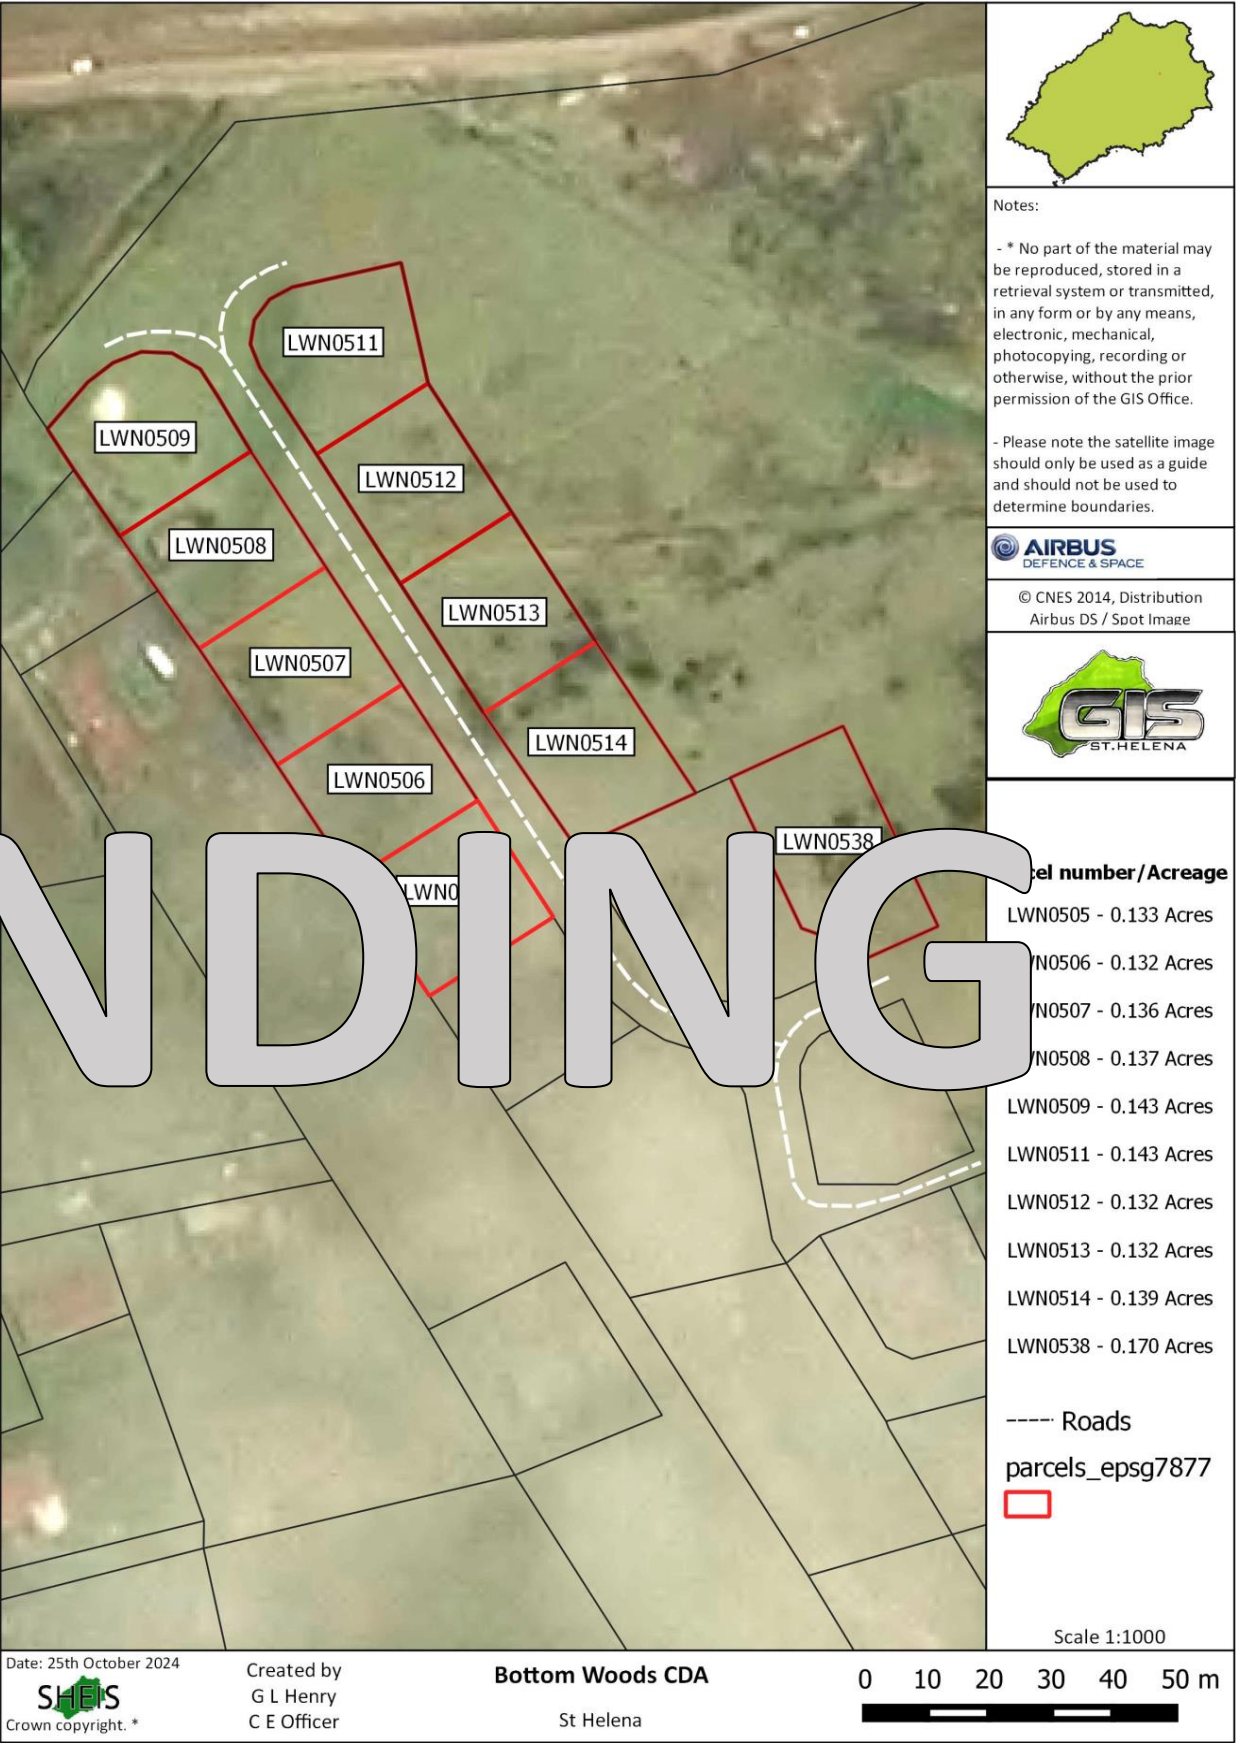 LWN0511
LWN0509
LWN0512
LWN0508
LWN0513
LWN0507
LWN0514
LWN0506
LWN0538
LWN0
NDING
Notes:
- * No part of the material may
be reproduced, stored in a
retrieval system or transmitted,
in any form or by any means,
electronic, mechanical,
photocopying, recording or
otherwise, without the prior
permission of the GIS Office.
- Please note the satellite image
should only be used as a guide
and should not be used to
determine boundaries.
AIRBUS
DEFENCE & SPACE
© CNES 2014, Distribution
Airbus DS / Spot Image
GIS
ST.HELENA
cel number/Acreage
LWN0505 - 0.133 Acres
WN0506 - 0.132 Acres
WN0507 - 0.136 Acres
WN0508 - 0.137 Acres
LWN0509 - 0.143 Acres
LWN0511 - 0.143 Acres
LWN0512 - 0.132 Acres
LWN0513 - 0.132 Acres
LWN0514 - 0.139 Acres
LWN0538 - 0.170 Acres
Roads
parcels_epsg7877
Scale 1:1000
Date: 25th October 2024
SHEIS
Crown copyright. *
Created by
G L Henry
C E Officer
Bottom Woods CDA
St Helena
0 10 20 30 40 50 m